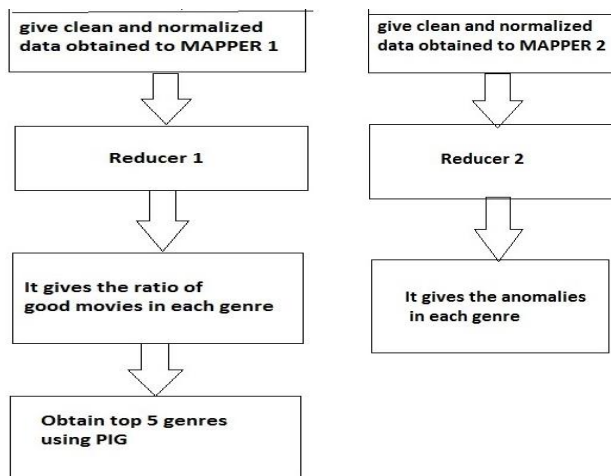 give clean and normalized
data obtained to MAPPER 1
Reducer 1
It gives the ratio of
good movies in each genre
Obtain top 5 genres
using PIG
give clean and normalized
data obtained to MAPPER 2
Reducer 2
It gives the anomalies
in each genre